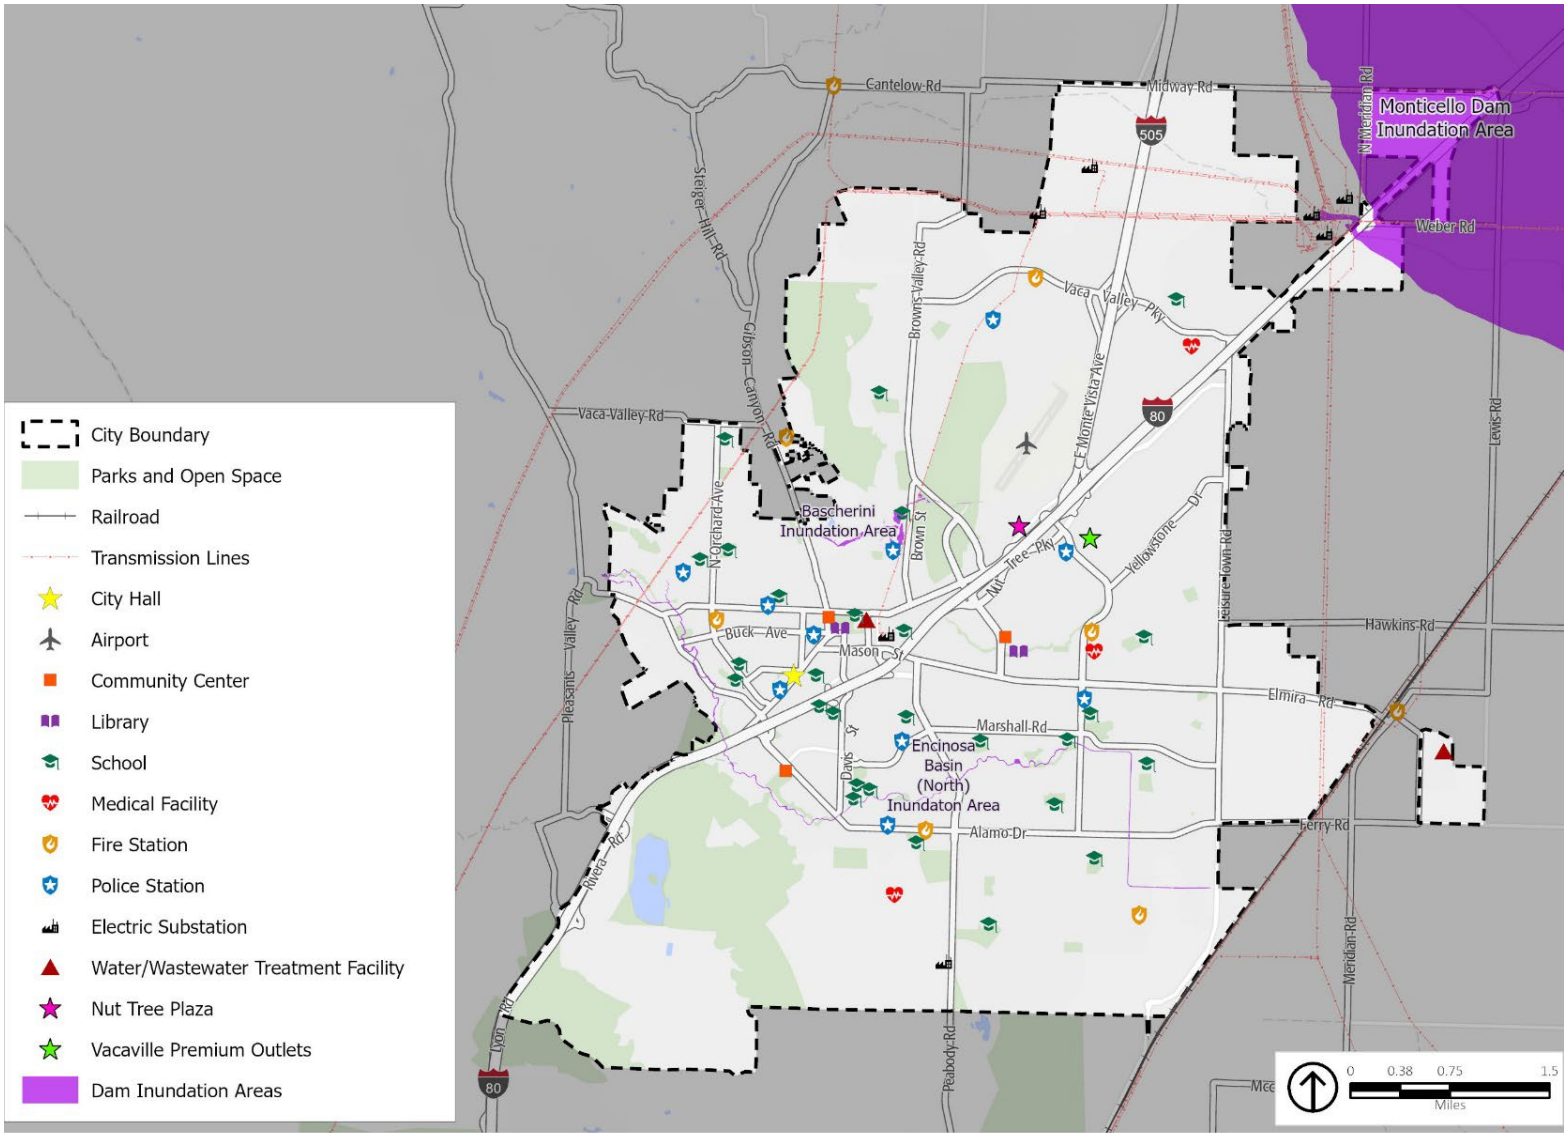 Cantelow Rd
Midway Rd
N Meridian Rd
Monticello Dam
Inundation Area
505
Steiger Hill Rd
Weber Rd
Browns Valley Rd
Vaca Valley Pky
Gibson Canyon Rd
E Monte Vista Ave
80
Lewis Rd
Vaca Valley Rd
N Orchard Ave
Bascherini
Inundation Area
Brown St
Nut Tree Pky
Yellowstone Dr
Leisure Town Rd
Pleasants Valley Rd
Buck Ave
Mason St
Hawkins Rd
Elmira Rd
Marshall Rd
Davis St
Encinosa
Basin
(North)
Inundaton Area
Alamo Dr
Ferry Rd
Rivera Rd
Meridian Rd
Lyon Rd
80
Peabody Rd
City Boundary
Parks and Open Space
Railroad
Transmission Lines
City Hall
Airport
Community Center
Library
School
Medical Facility
Fire Station
Police Station
Electric Substation
Water/Wastewater Treatment Facility
Nut Tree Plaza
Vacaville Premium Outlets
Dam Inundation Areas
0 0.38 0.75 1.5
Miles